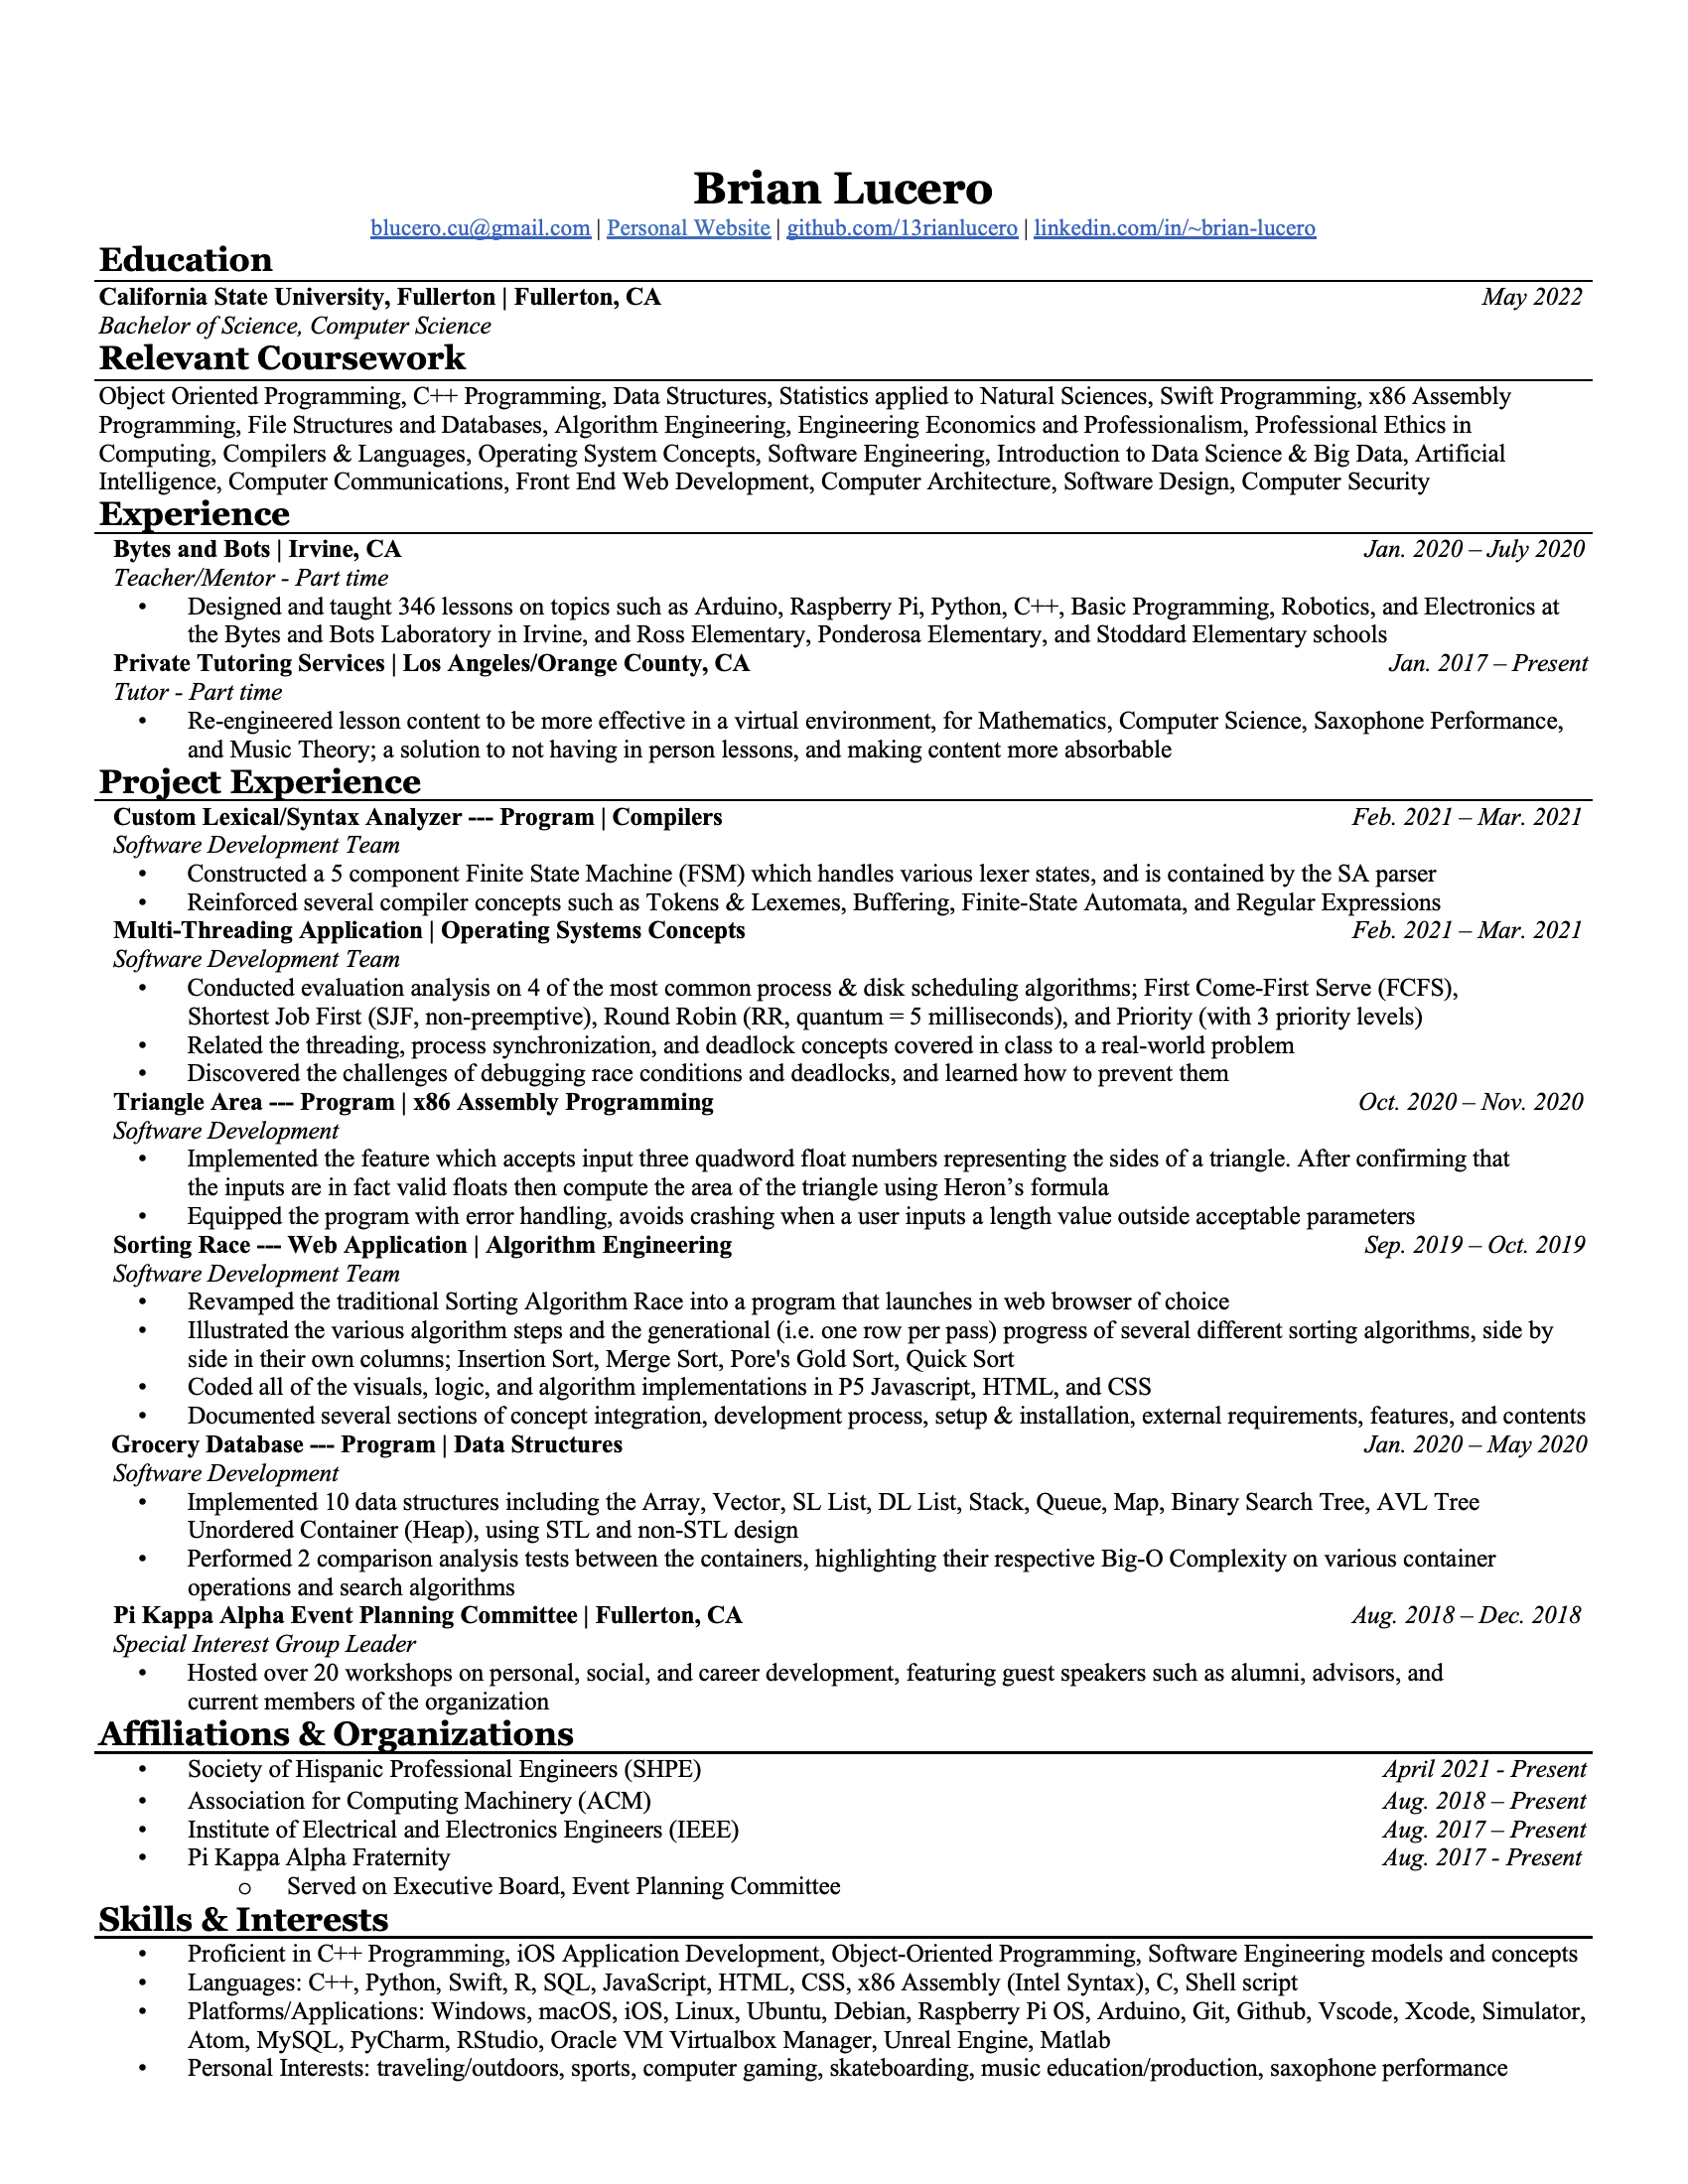 Brian Lucero
blucero.cu@gmail.com | Personal Website | github.com/13rianlucero | linkedin.com/in/~brian-lucero
Education
California State University, Fullerton | Fullerton, CA May 2022
Bachelor of Science, Computer Science
Relevant Coursework
Object Oriented Programming, C++ Programming, Data Structures, Statistics applied to Natural Sciences, Swift Programming, x86 Assembly
Programming, File Structures and Databases, Algorithm Engineering, Engineering Economics and Professionalism, Professional Ethics in
Computing, Compilers & Languages, Operating System Concepts, Software Engineering, Introduction to Data Science & Big Data, Artificial
Intelligence, Computer Communications, Front End Web Development, Computer Architecture, Software Design, Computer Security
Experience
Bytes and Bots | Irvine, CA Jan. 2020 – July 2020
Teacher/Mentor - Part time
• Designed and taught 346 lessons on topics such as Arduino, Raspberry Pi, Python, C++, Basic Programming, Robotics, and Electronics at
the Bytes and Bots Laboratory in Irvine, and Ross Elementary, Ponderosa Elementary, and Stoddard Elementary schools
Private Tutoring Services | Los Angeles/Orange County, CA Jan. 2017 – Present
Tutor - Part time
• Re-engineered lesson content to be more effective in a virtual environment, for Mathematics, Computer Science, Saxophone Performance,
and Music Theory; a solution to not having in person lessons, and making content more absorbable
Project Experience
Custom Lexical/Syntax Analyzer --- Program | Compilers Feb. 2021 – Mar. 2021
Software Development Team
• Constructed a 5 component Finite State Machine (FSM) which handles various lexer states, and is contained by the SA parser
• Reinforced several compiler concepts such as Tokens & Lexemes, Buffering, Finite-State Automata, and Regular Expressions
Multi-Threading Application | Operating Systems Concepts Feb. 2021 – Mar. 2021
Software Development Team
• Conducted evaluation analysis on 4 of the most common process & disk scheduling algorithms; First Come-First Serve (FCFS),
Shortest Job First (SJF, non-preemptive), Round Robin (RR, quantum = 5 milliseconds), and Priority (with 3 priority levels)
• Related the threading, process synchronization, and deadlock concepts covered in class to a real-world problem
• Discovered the challenges of debugging race conditions and deadlocks, and learned how to prevent them
Triangle Area --- Program | x86 Assembly Programming Oct. 2020 – Nov. 2020
Software Development
• Implemented the feature which accepts input three quadword float numbers representing the sides of a triangle. After confirming that
the inputs are in fact valid floats then compute the area of the triangle using Heron’s formula
• Equipped the program with error handling, avoids crashing when a user inputs a length value outside acceptable parameters
Sorting Race --- Web Application | Algorithm Engineering Sep. 2019 – Oct. 2019
Software Development Team
• Revamped the traditional Sorting Algorithm Race into a program that launches in web browser of choice
• Illustrated the various algorithm steps and the generational (i.e. one row per pass) progress of several different sorting algorithms, side by
side in their own columns; Insertion Sort, Merge Sort, Pore's Gold Sort, Quick Sort
• Coded all of the visuals, logic, and algorithm implementations in P5 Javascript, HTML, and CSS
• Documented several sections of concept integration, development process, setup & installation, external requirements, features, and contents
Grocery Database --- Program | Data Structures Jan. 2020 – May 2020
Software Development
• Implemented 10 data structures including the Array, Vector, SL List, DL List, Stack, Queue, Map, Binary Search Tree, AVL Tree
Unordered Container (Heap), using STL and non-STL design
• Performed 2 comparison analysis tests between the containers, highlighting their respective Big-O Complexity on various container
operations and search algorithms
Pi Kappa Alpha Event Planning Committee | Fullerton, CA Aug. 2018 – Dec. 2018
Special Interest Group Leader
• Hosted over 20 workshops on personal, social, and career development, featuring guest speakers such as alumni, advisors, and
current members of the organization
Affiliations & Organizations
• Society of Hispanic Professional Engineers (SHPE) April 2021 - Present
• Association for Computing Machinery (ACM) Aug. 2018 – Present
• Institute of Electrical and Electronics Engineers (IEEE) Aug. 2017 – Present
• Pi Kappa Alpha Fraternity Aug. 2017 - Present
o Served on Executive Board, Event Planning Committee
Skills & Interests
• Proficient in C++ Programming, iOS Application Development, Object-Oriented Programming, Software Engineering models and concepts
• Languages: C++, Python, Swift, R, SQL, JavaScript, HTML, CSS, x86 Assembly (Intel Syntax), C, Shell script
• Platforms/Applications: Windows, macOS, iOS, Linux, Ubuntu, Debian, Raspberry Pi OS, Arduino, Git, Github, Vscode, Xcode, Simulator,
Atom, MySQL, PyCharm, RStudio, Oracle VM Virtualbox Manager, Unreal Engine, Matlab
• Personal Interests: traveling/outdoors, sports, computer gaming, skateboarding, music education/production, saxophone performance